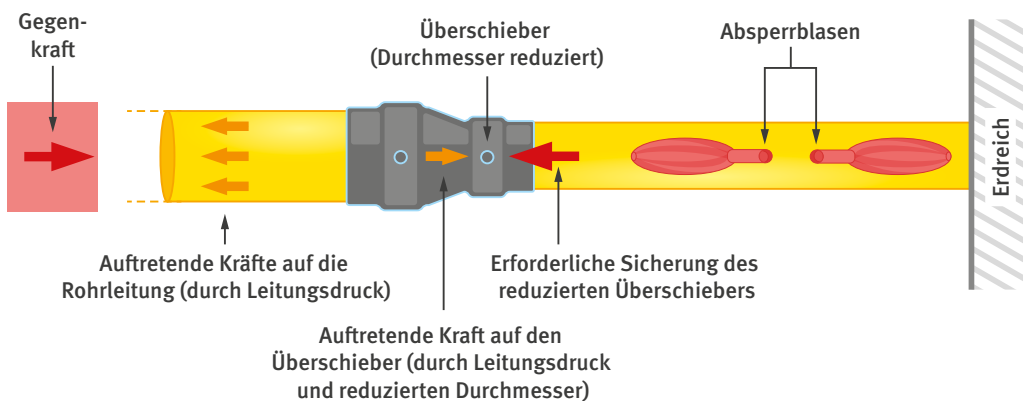 Gegen-
kraft
Überschieber
(Durchmesser reduziert)
Absperrblasen
Erdreich
Auftretende Kräfte auf die
Rohrleitung (durch Leitungsdruck)
Erforderliche Sicherung des
reduzierten Überschiebers
Auftretende Kraft auf den
Überschieber (durch Leitungsdruck
und reduzierten Durchmesser)